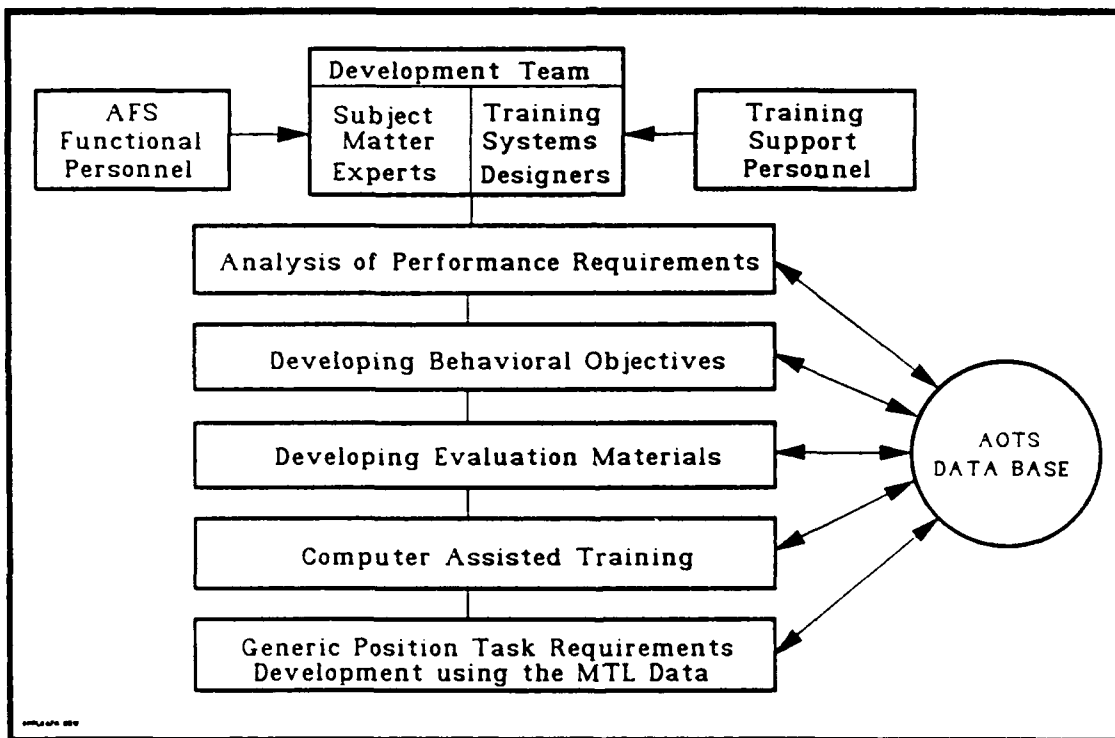 Development Team
AFS
Functional
Personnel
Subject
Matter
Experts
Training
Systems
Designers
Training
Support
Personnel
Analysis of Performance Requirements
Developing Behavioral Objectives
Developing Evaluation Materials
Computer Assisted Training
Generic Position Task Requirements
Development using the MTL Data
AOTS
DATA BASE